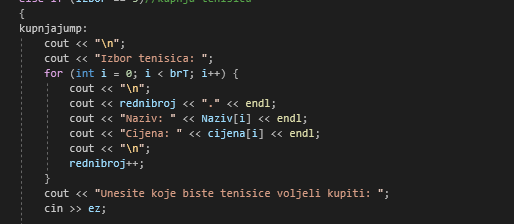 else if (izbor == 3)//kupnja tenisica
{
kupnjajump:
cout << "\n";
cout << "Izbor tenisica: ";
for (int i = 0; i < brT; i++) {
cout << "\n";
cout << rednibroj << "." << endl;
cout << "Naziv: " << Naziv[i] << endl;
cout << "Cijena: " << cijena[i] << endl;
cout << "\n";
rednibroj++;
}
cout << "Unesite koje biste tenisice voljeli kupiti: ";
cin >> ez;